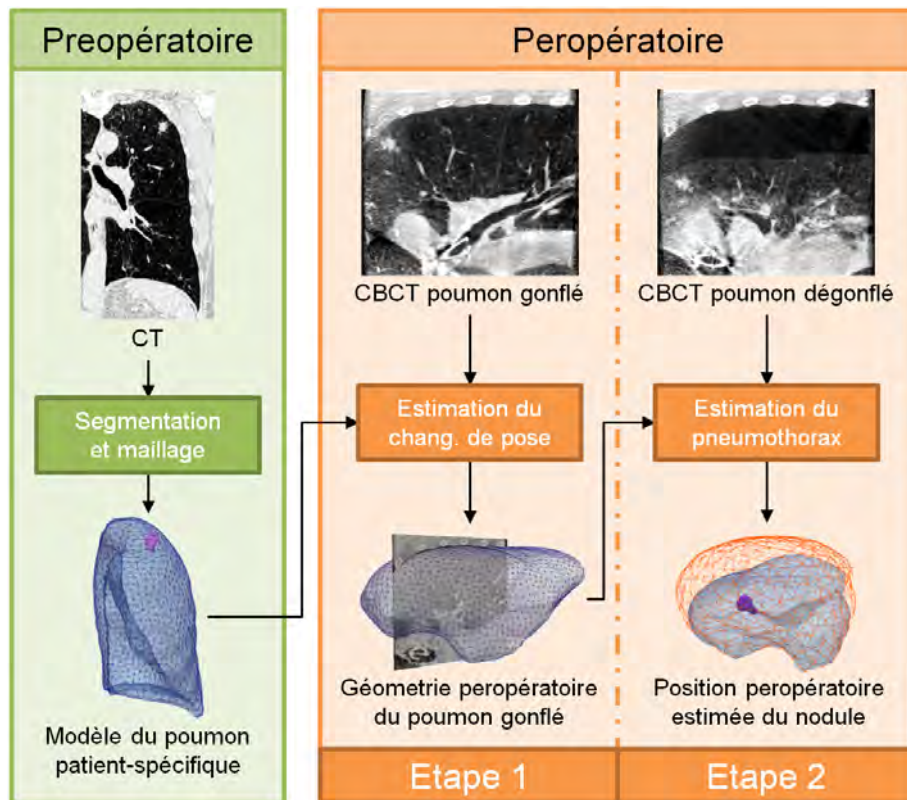 Preopératoire
CT
Segmentation
et maillage
Modèle du poumon
patient-spécifique
Peropératoire
CBCT poumon gonflé
CBCT poumon dégonflé
Estimation du
chang. de pose
Estimation du
pneumothorax
Géometrie peropératoire
du poumon gonflé
Position peropératoire
estimée du nodule
Etape 1
Etape 2